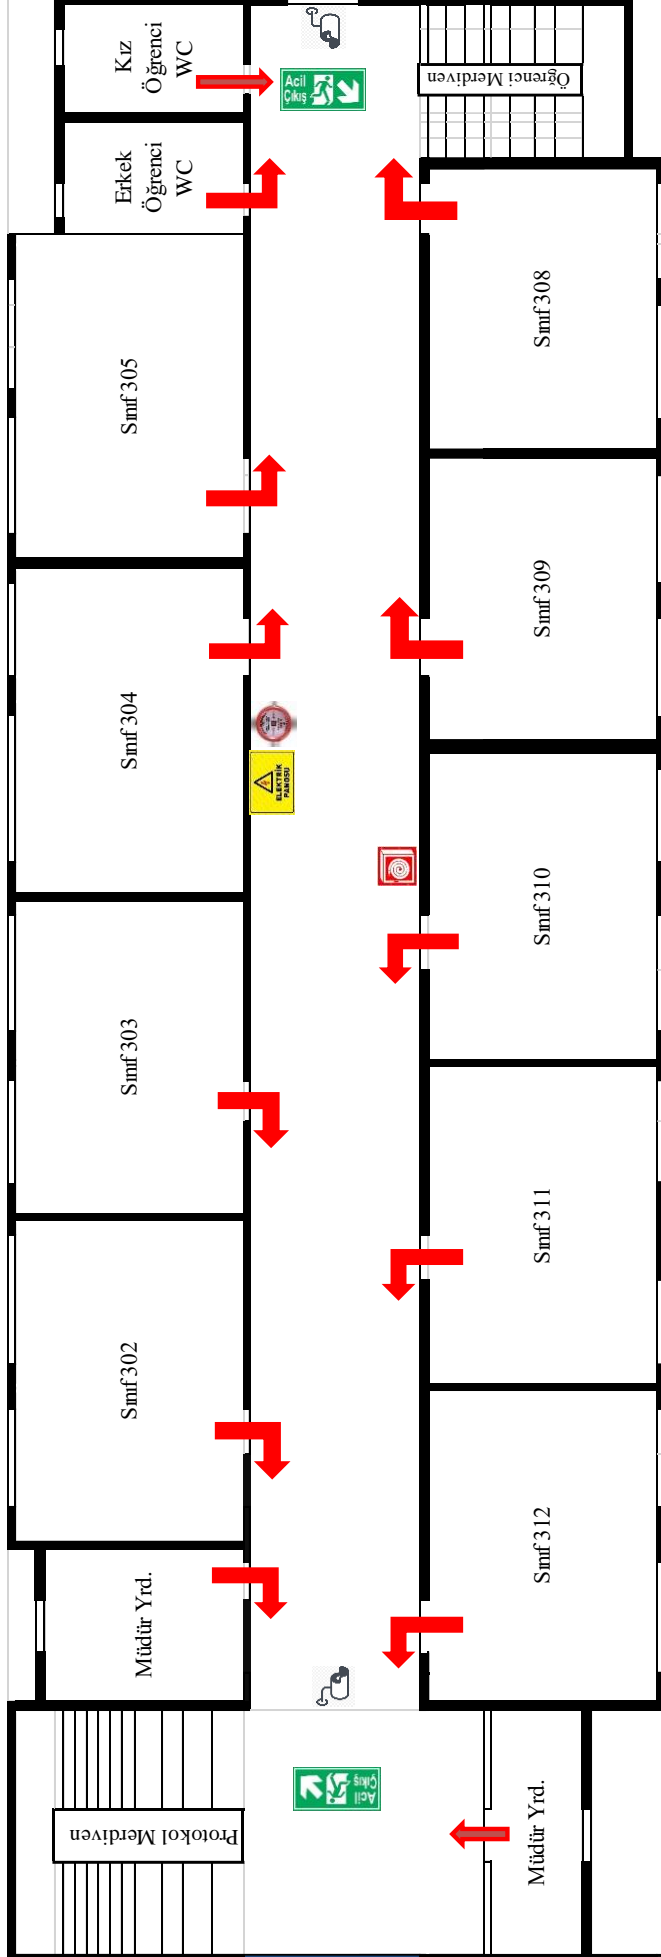 Kız
Öğrenci
WC
Acil
Çıkış
Öğrenci Merdiven
Erkek
Öğrenci
WC
Sınıf 308
Sınıf 305
Sınıf 309
Sınıf 304
ELEKTRİK
PANOSU
Sınıf 310
Sınıf 303
Sınıf 311
Sınıf 302
Sınıf 312
Müdür Yrd.
Acil
Çıkış
Protokol Merdiven
Müdür Yrd.